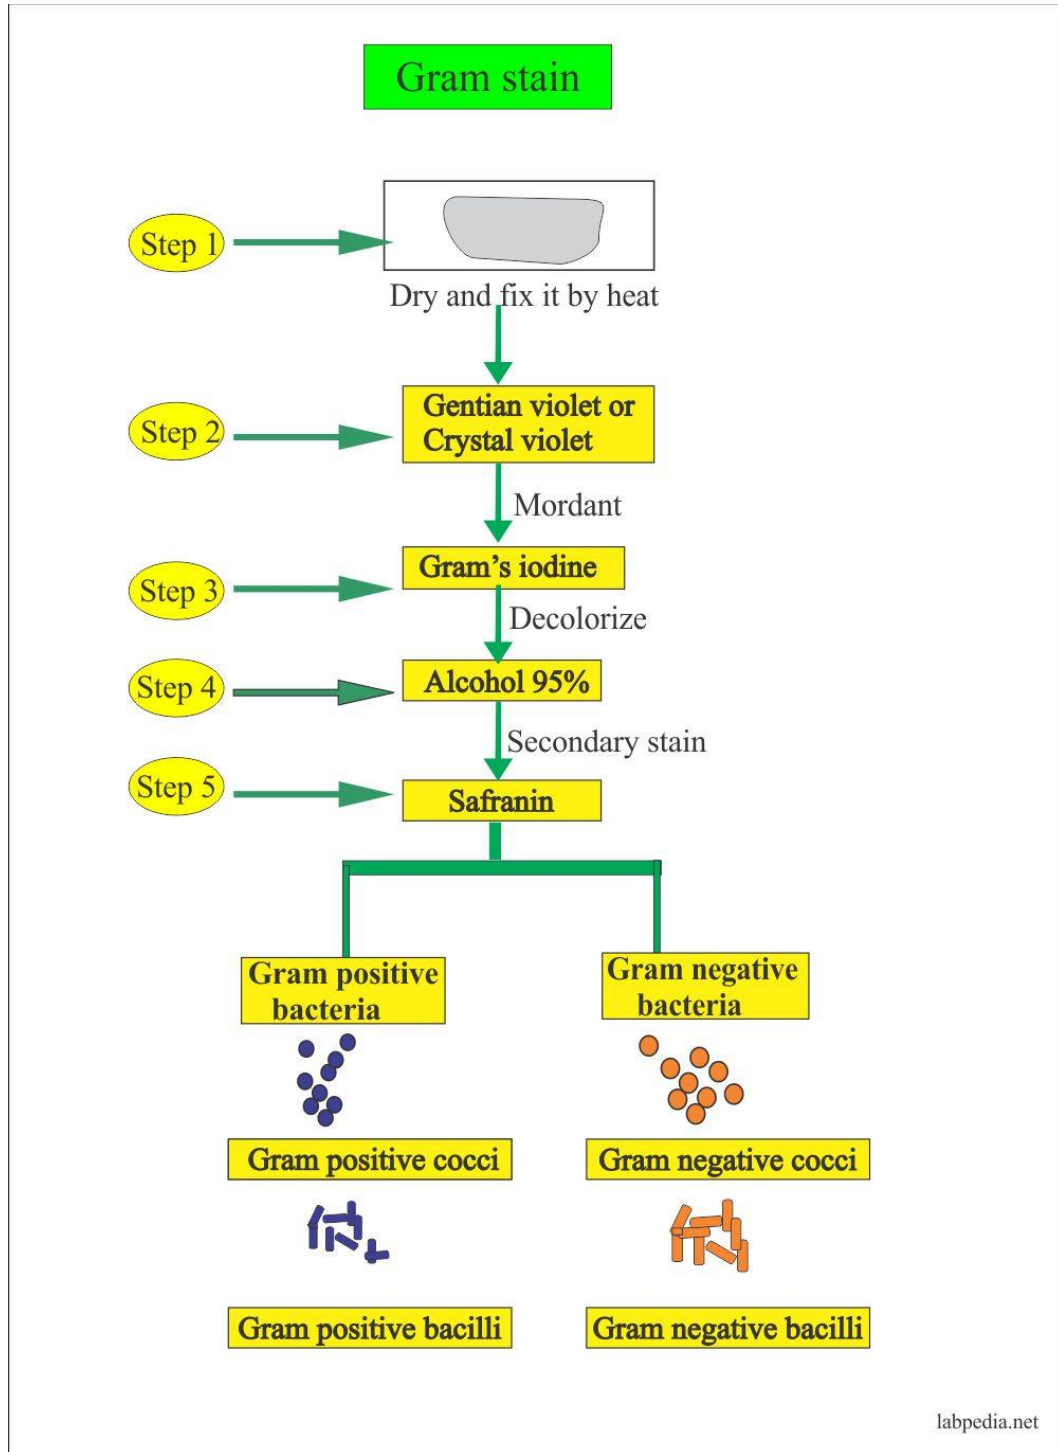 Gram stain
Step 1
Dry and fix it by heat
Step 2
Gentian violet or
Crystal violet
Mordant
Step 3
Gram's iodine
Decolorize
Step 4
Alcohol 95%
Secondary stain
Step 5
Safranin
Gram positive
bacteria
Gram negative
bacteria
Gram positive cocci
Gram negative cocci
Gram positive bacilli
Gram negative bacilli
labpedia.net